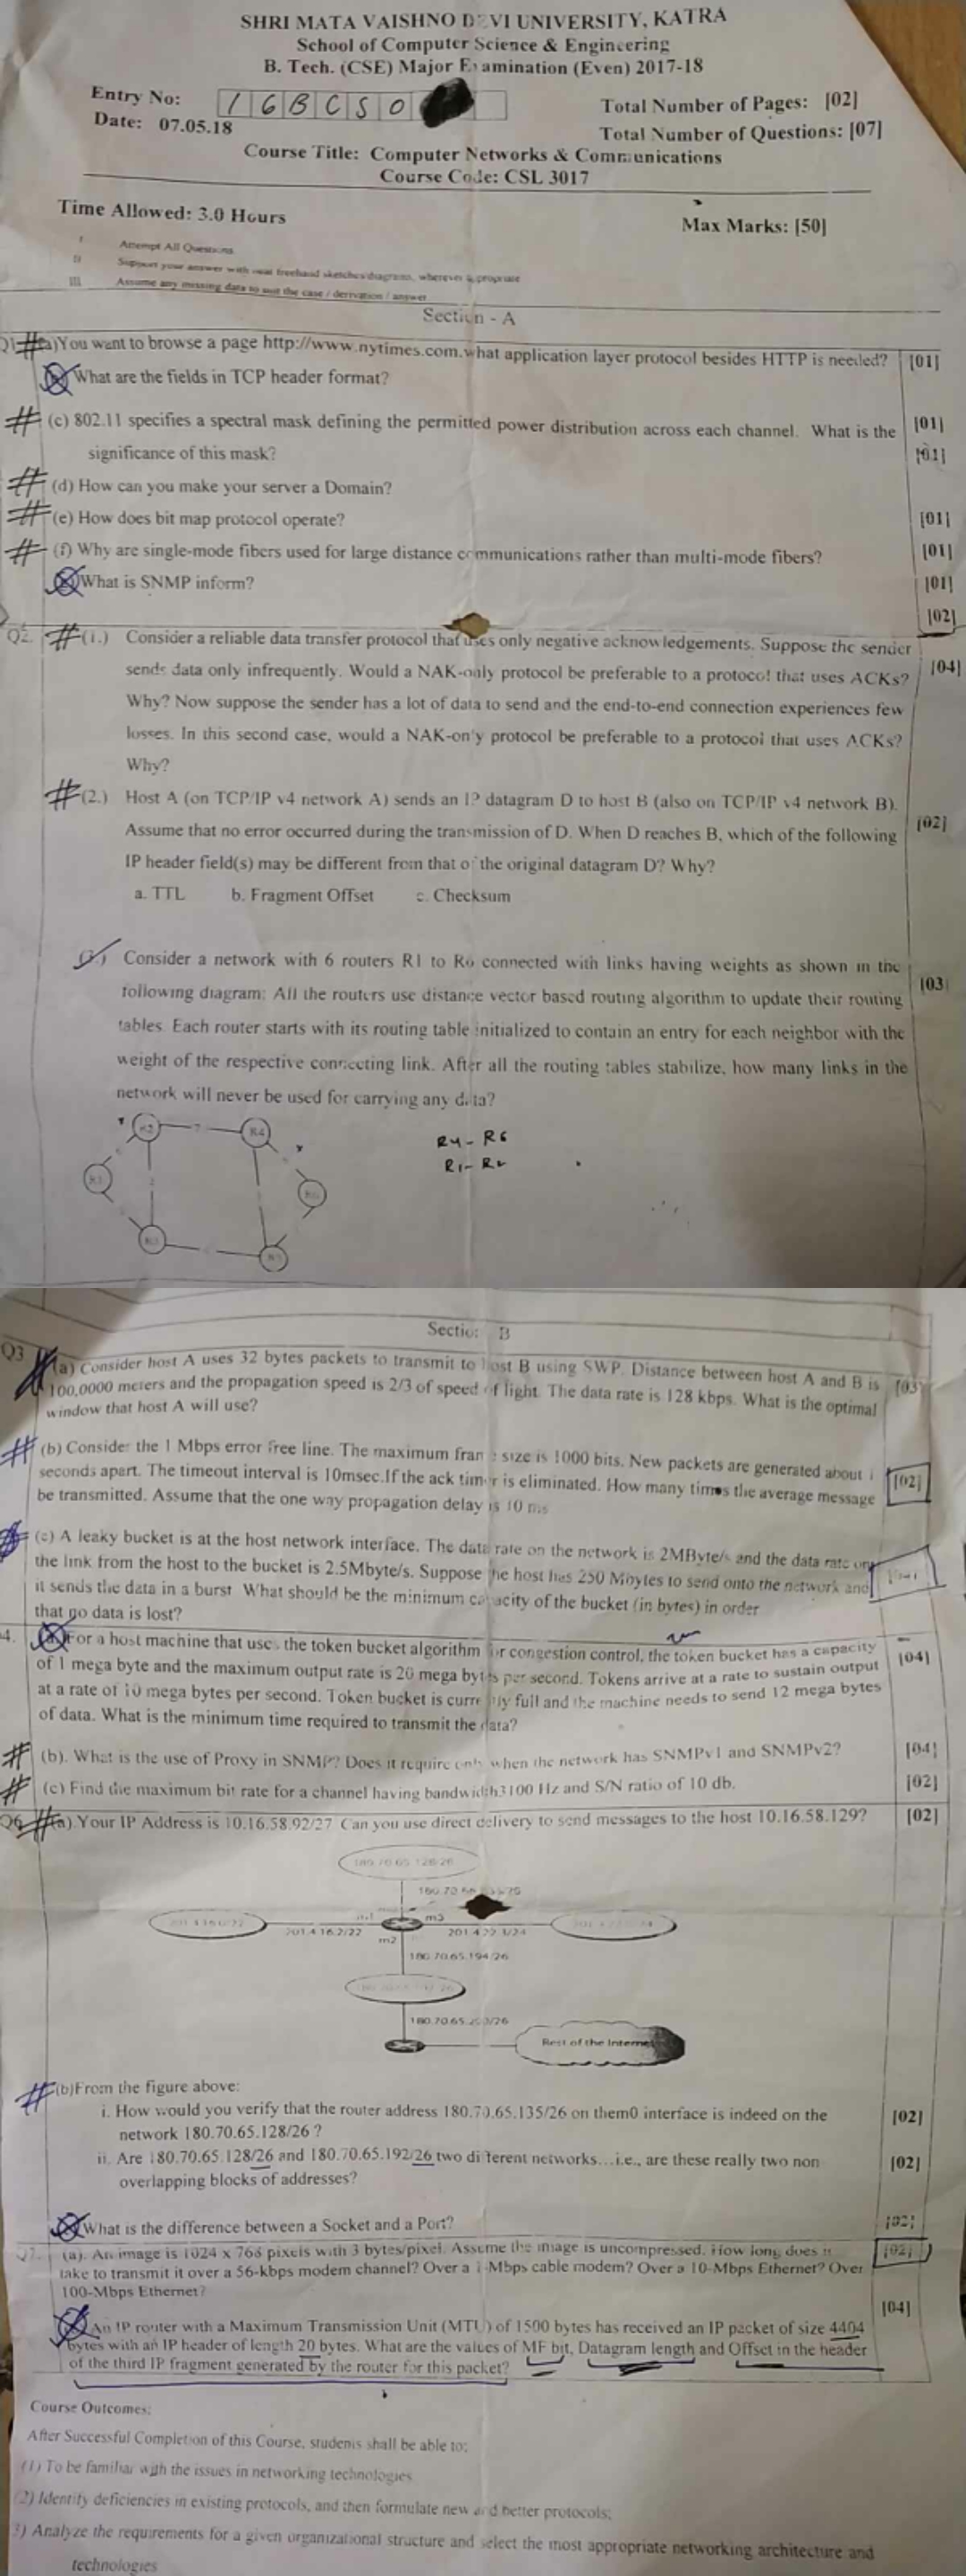 SHRI MATA VAISHNO DEVI UNIVERSITY, KATRA
School of Computer Science & Engineering
B. Tech. (CSE) Major Examination (Even) 2017-18
Entry No: 16BCS0
Total Number of Pages: [02]
Date: 07.05.18
Total Number of Questions: [07]
Course Title: Computer Networks & Communications
Course Code: CSL 3017
Time Allowed: 3.0 Hours
Max Marks: [50]
I Attempt All Questions
II Support your answer with neat freehand sketches/diagrams, wherever appropriate
III Assume any missing data to suit the case / derivation / answer
Section - A
Q1 # (a) You want to browse a page http://www.nytimes.com.what application layer protocol besides HTTP is needed? [01]
What are the fields in TCP header format?
# (c) 802.11 specifies a spectral mask defining the permitted power distribution across each channel. What is the [01]
significance of this mask? [01]
# (d) How can you make your server a Domain?
# (e) How does bit map protocol operate? [01]
# (f) Why are single-mode fibers used for large distance communications rather than multi-mode fibers? [01]
What is SNMP inform? [01]
[02]
Q2. # (1.) Consider a reliable data transfer protocol that uses only negative acknowledgements. Suppose the sender
sends data only infrequently. Would a NAK-only protocol be preferable to a protocol that uses ACKs? [04]
Why? Now suppose the sender has a lot of data to send and the end-to-end connection experiences few
losses. In this second case, would a NAK-only protocol be preferable to a protocol that uses ACKs?
Why?
# (2.) Host A (on TCP/IP v4 network A) sends an IP datagram D to host B (also on TCP/IP v4 network B).
Assume that no error occurred during the transmission of D. When D reaches B, which of the following [02]
IP header field(s) may be different from that of the original datagram D? Why?
a. TTL b. Fragment Offset c. Checksum
(3.) Consider a network with 6 routers R1 to R6 connected with links having weights as shown in the
following diagram: All the routers use distance vector based routing algorithm to update their routing [03]
tables. Each router starts with its routing table initialized to contain an entry for each neighbor with the
weight of the respective connecting link. After all the routing tables stabilize, how many links in the
network will never be used for carrying any data?
R2 7 R4
R4 - R6
R1 - R2
R1
R6
R3
R5
Section B
Q3 # (a) Consider host A uses 32 bytes packets to transmit to host B using SWP. Distance between host A and B is [03]
100,0000 meters and the propagation speed is 2/3 of speed of light. The data rate is 128 kbps. What is the optimal
window that host A will use?
# (b) Consider the 1 Mbps error free line. The maximum frame size is 1000 bits. New packets are generated about 1
seconds apart. The timeout interval is 10msec.If the ack timer is eliminated. How many times the average message [02]
be transmitted. Assume that the one way propagation delay is 10 ms
(c) A leaky bucket is at the host network interface. The data rate on the network is 2MByte/s and the data rate on
the link from the host to the bucket is 2.5Mbyte/s. Suppose the host has 250 Mbytes to send onto the network and
it sends the data in a burst. What should be the minimum capacity of the bucket (in bytes) in order
that no data is lost?
4. For a host machine that uses the token bucket algorithm for congestion control, the token bucket has a capacity
of 1 mega byte and the maximum output rate is 20 mega bytes per second. Tokens arrive at a rate to sustain output [04]
at a rate of 10 mega bytes per second. Token bucket is currently full and the machine needs to send 12 mega bytes
of data. What is the minimum time required to transmit the data?
# (b). What is the use of Proxy in SNMP? Does it require only when the network has SNMPv1 and SNMPv2? [04]
# (c) Find the maximum bit rate for a channel having bandwidth3100 Hz and S/N ratio of 10 db. [02]
Q6 # (a).Your IP Address is 10.16.58.92/27 Can you use direct delivery to send messages to the host 10.16.58.129? [02]
m3
201.4.16.2/22
m2
180.70.65.194/26
Rest of the Internet
# (b)From the figure above:
i. How would you verify that the router address 180.70.65.135/26 on them0 interface is indeed on the [02]
network 180.70.65.128/26 ?
ii. Are 180.70.65.128/26 and 180.70.65.192/26 two different networks...i.e., are these really two non [02]
overlapping blocks of addresses?
What is the difference between a Socket and a Port? [02]
Q7. (a). An image is 1024 x 768 pixels with 3 bytes/pixel. Assume the image is uncompressed. How long does it [02]
take to transmit it over a 56-kbps modem channel? Over a 1-Mbps cable modem? Over a 10-Mbps Ethernet? Over
100-Mbps Ethernet?
[04]
An IP router with a Maximum Transmission Unit (MTU) of 1500 bytes has received an IP packet of size 4404
bytes with an IP header of length 20 bytes. What are the values of MF bit, Datagram length and Offset in the header
of the third IP fragment generated by the router for this packet?
Course Outcomes:
After Successful Completion of this Course, students shall be able to;
(1) To be familiar with the issues in networking technologies
(2) Identify deficiencies in existing protocols, and then formulate new and better protocols;
3) Analyze the requirements for a given organizational structure and select the most appropriate networking architecture and
technologies